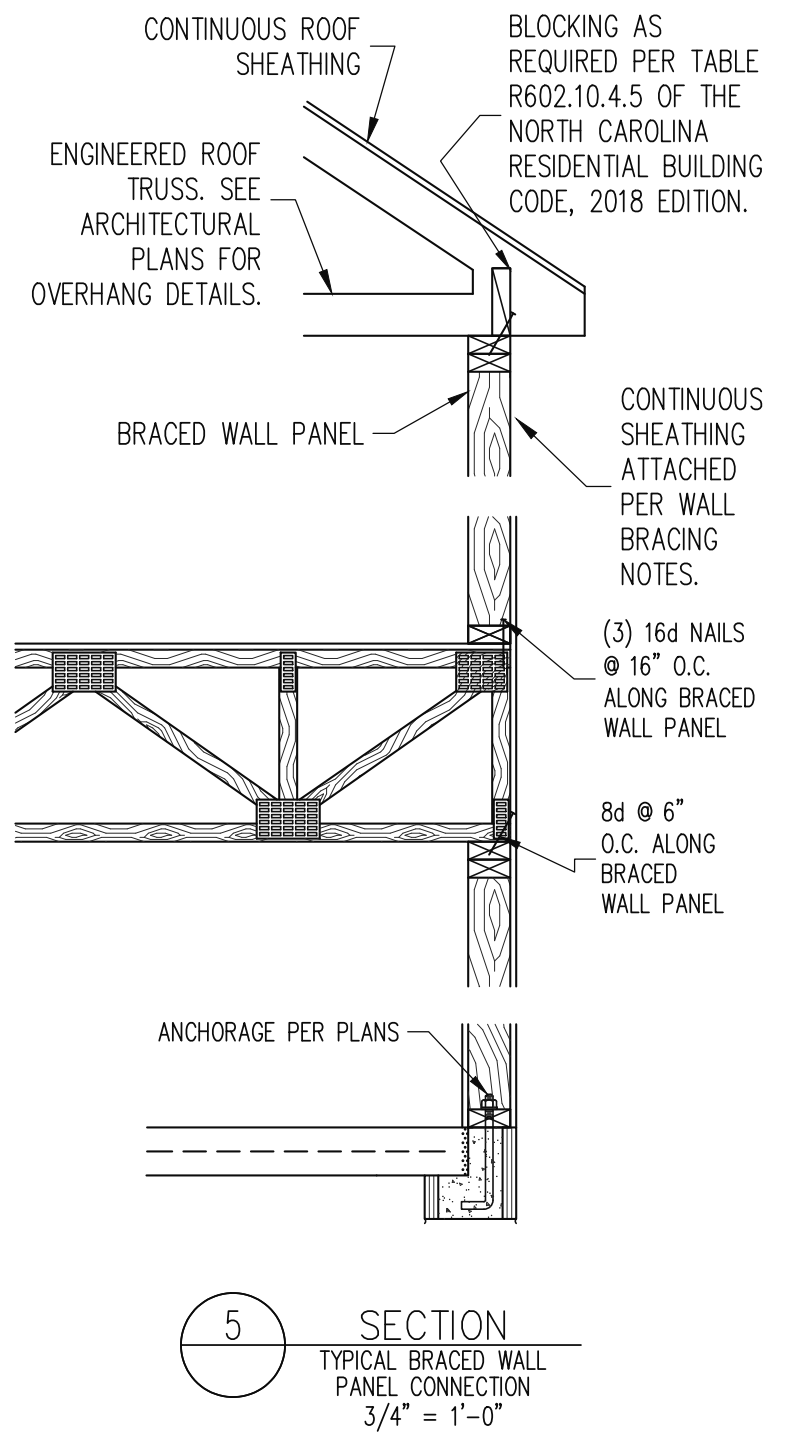 CONTINUOUS ROOF
SHEATHING
BLOCKING AS
REQUIRED PER TABLE
R602.10.4.5 OF THE
NORTH CAROLINA
RESIDENTIAL BUILDING
CODE, 2018 EDITION.
ENGINEERED ROOF
TRUSS. SEE
ARCHITECTURAL
PLANS FOR
OVERHANG DETAILS.
BRACED WALL PANEL
CONTINUOUS
SHEATHING
ATTACHED
PER WALL
BRACING
NOTES.
(3) 16d NAILS
@ 16" O.C.
ALONG BRACED
WALL PANEL
8d @ 6"
O.C. ALONG
BRACED
WALL PANEL
ANCHORAGE PER PLANS
5
SECTION
TYPICAL BRACED WALL
PANEL CONNECTION
3/4" = 1'-0"